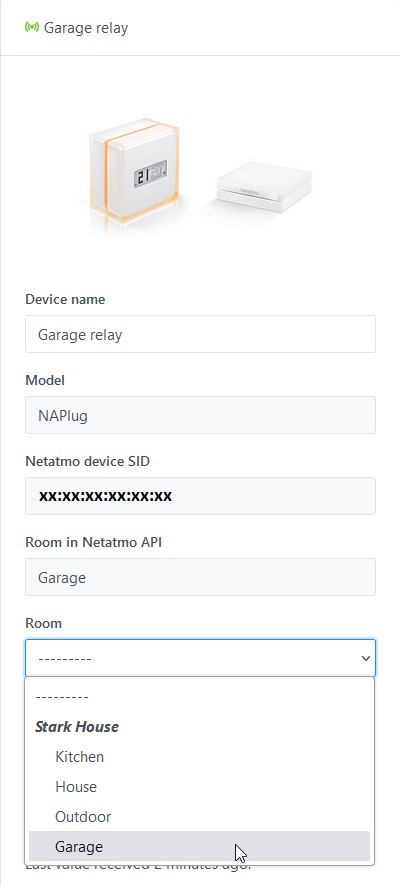 Garage relay
21
Device name
Garage relay
Model
NAPlug
Netatmo device SID
xx:xx:xx:xx:xx:xx
Room in Netatmo API
Garage
Room
---------
---------
Stark House
Kitchen
House
Outdoor
Garage
Last value received 2 minutes ago.